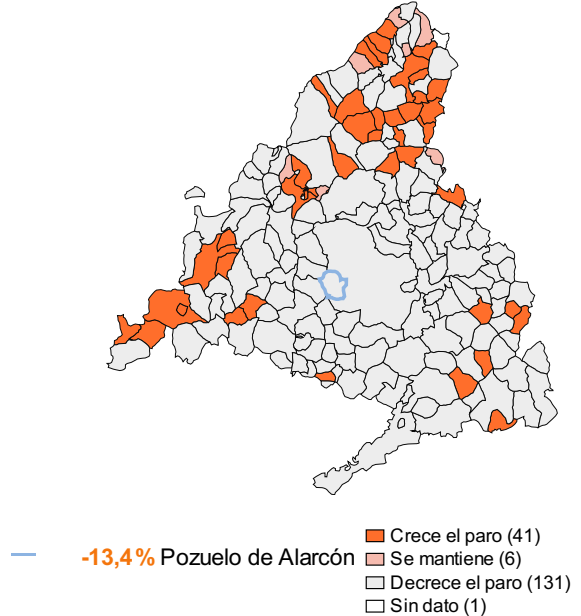 -13,4% Pozuelo de Alarcón
Crece el paro (41)
Se mantiene (6)
Decrece el paro (131)
Sin dato (1)